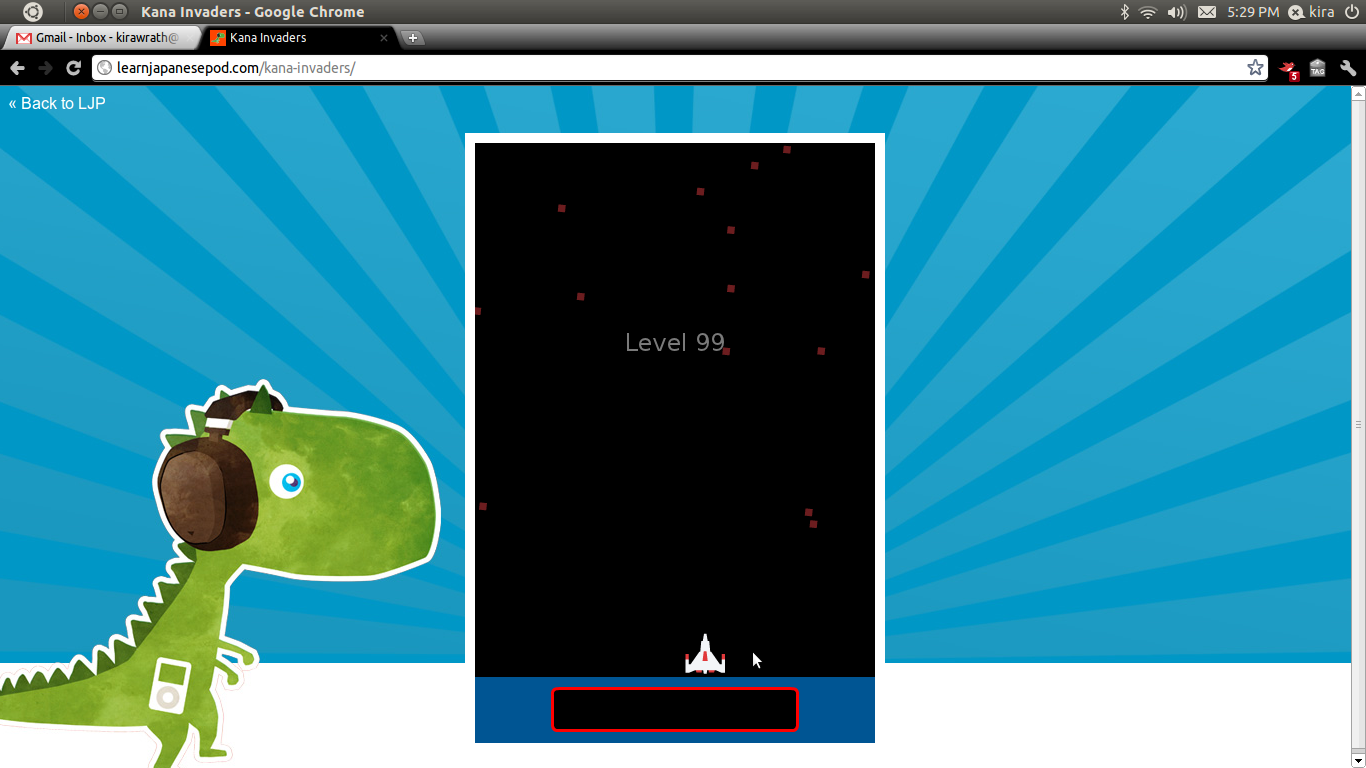 Kana Invaders - Google Chrome
5:29 PM
kira
Gmail - Inbox - kirawrath@
Kana Invaders
learnjapanesepod.com/kana-invaders/
5
TAG
« Back to LJP
Level 99